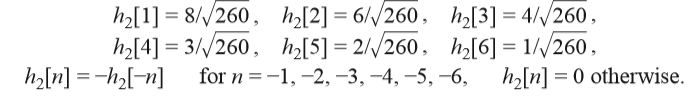 h₂[1] = 8/√260, h₂[2] = 6/√260, h₂[3] = 4/√260,
h₂[4] = 3/√260, h₂[5] = 2/√260, h₂[6] = 1/√260,
h₂[n] = −h₂[−n] for n = −1, −2, −3, −4, −5, −6, h₂[n] = 0 otherwise.